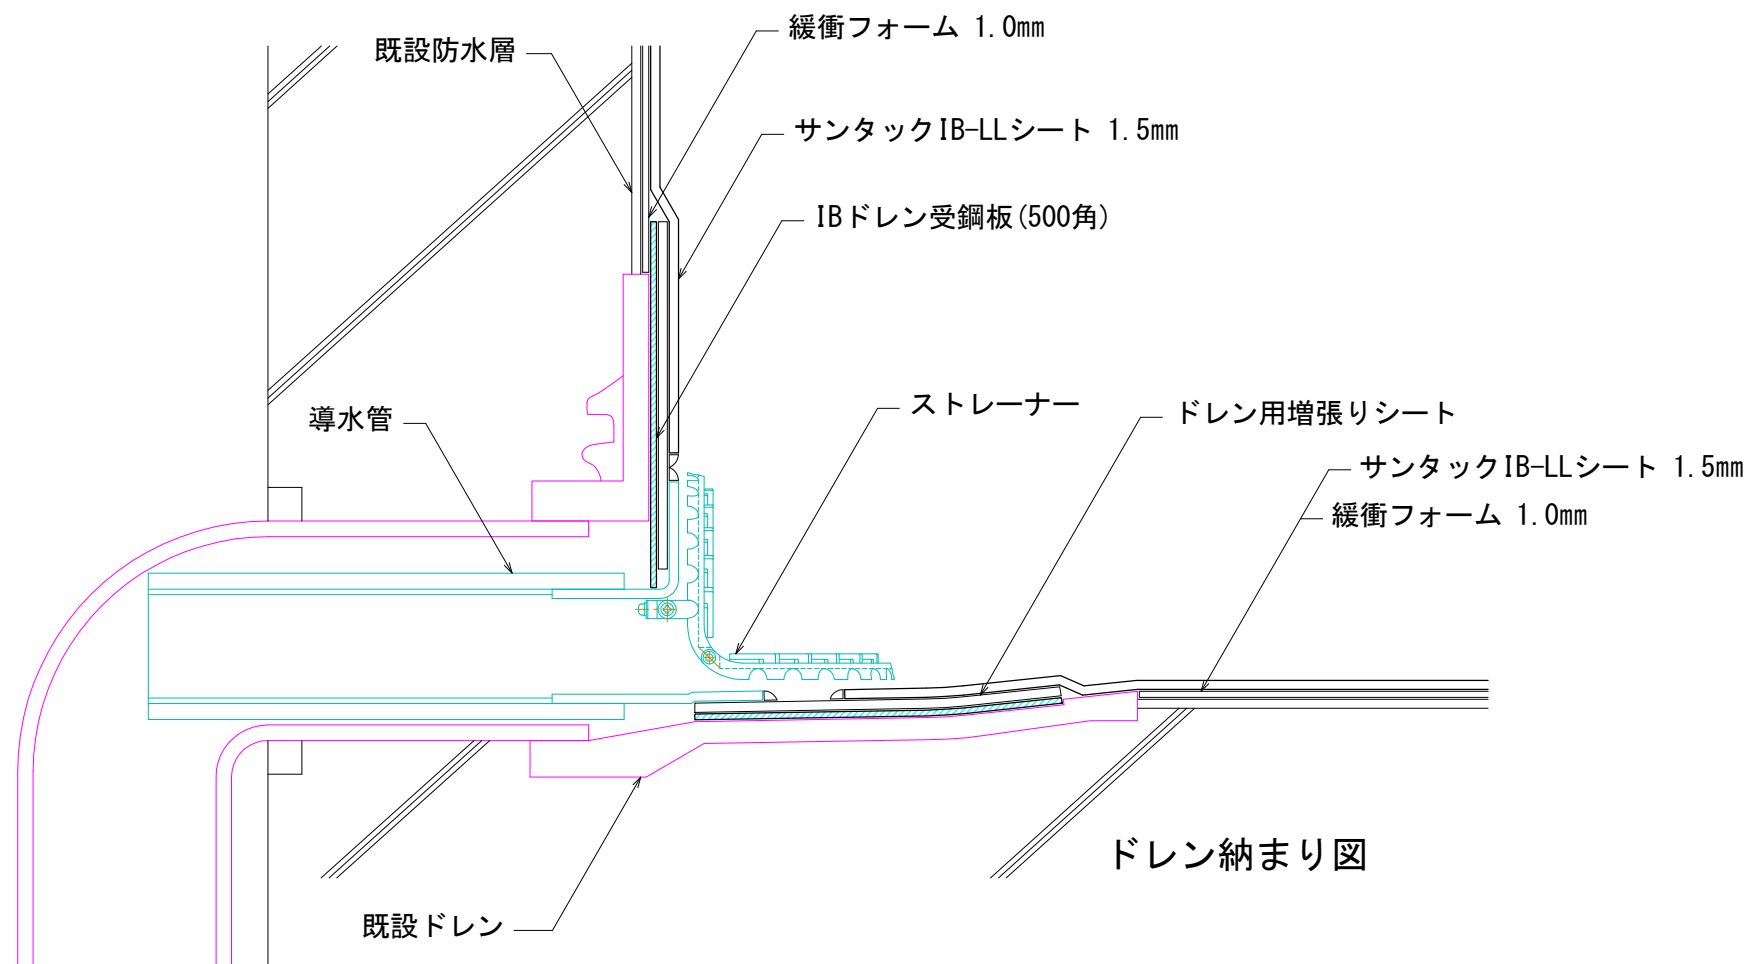 緩衝フォーム 1.0mm
既設防水層
サンタックIB-LLシート 1.5mm
IBドレン受鋼板(500角)
ストレーナー
ドレン用増張りシート
導水管
サンタックIB-LLシート 1.5mm
緩衝フォーム 1.0mm
ドレン納まり図
既設ドレン